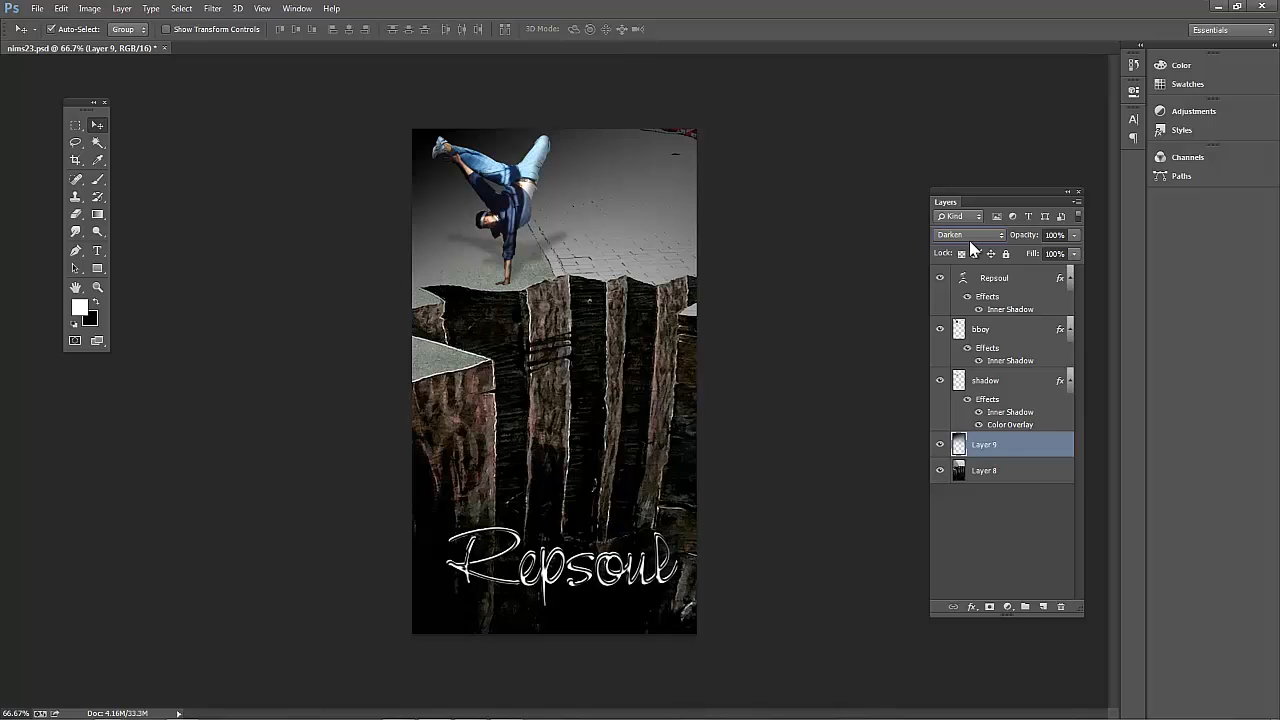 Ps File Edit Image Layer Type Select Filter 3D View Window Help
Auto-Select: Group Show Transform Controls 3D Mode: Essentials
nims23.psd @ 66.7% (Layer 9, RGB/16) *
Color
Swatches
Adjustments
Styles
Channels
Paths
Layers
Kind
Darken Opacity: 100%
Lock: Fill: 100%
Repsoul fx
Effects
Inner Shadow
bboy fx
Effects
Inner Shadow
shadow fx
Effects
Inner Shadow
Color Overlay
Layer 9
Layer 8
fx
Repsoul
66.67% Doc: 4.16M/33.3M